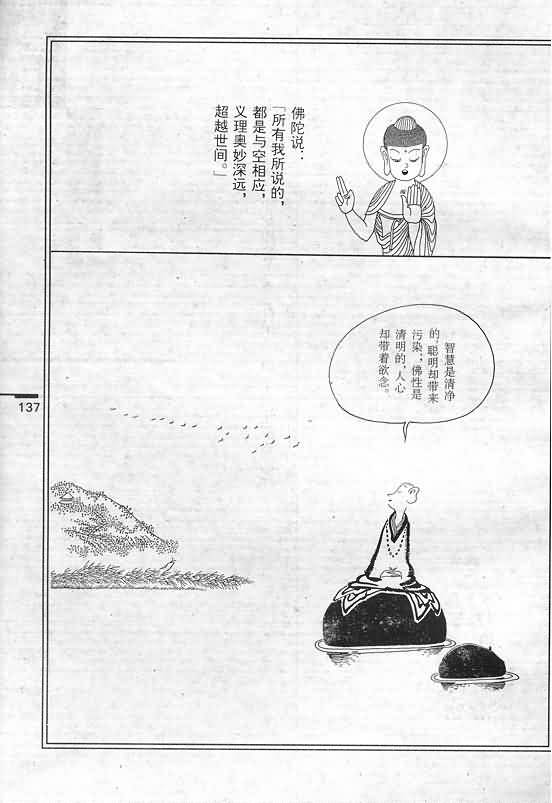 佛陀说：
「所有我所说的，
都是与空相应，
义理奥妙深远，
超越世间。」
智慧是清净
的，聪明却带来
污染；佛性是
清明的，人心
却带着欲念。
137